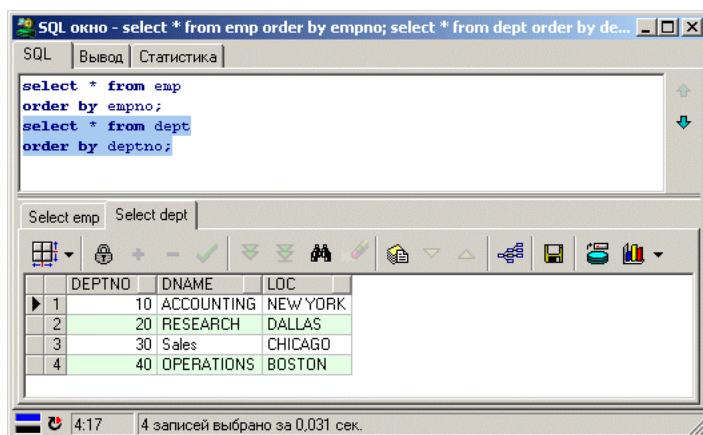 SQL окно - select * from emp order by empno; select * from dept order by de...
SQL Вывод Статистика
select * from emp
order by empno;
select * from dept
order by deptno;
Select emp Select dept
DEPTNO DNAME LOC
1 10 ACCOUNTING NEW YORK
2 20 RESEARCH DALLAS
3 30 Sales CHICAGO
4 40 OPERATIONS BOSTON
4:17 4 записей выбрано за 0,031 сек.